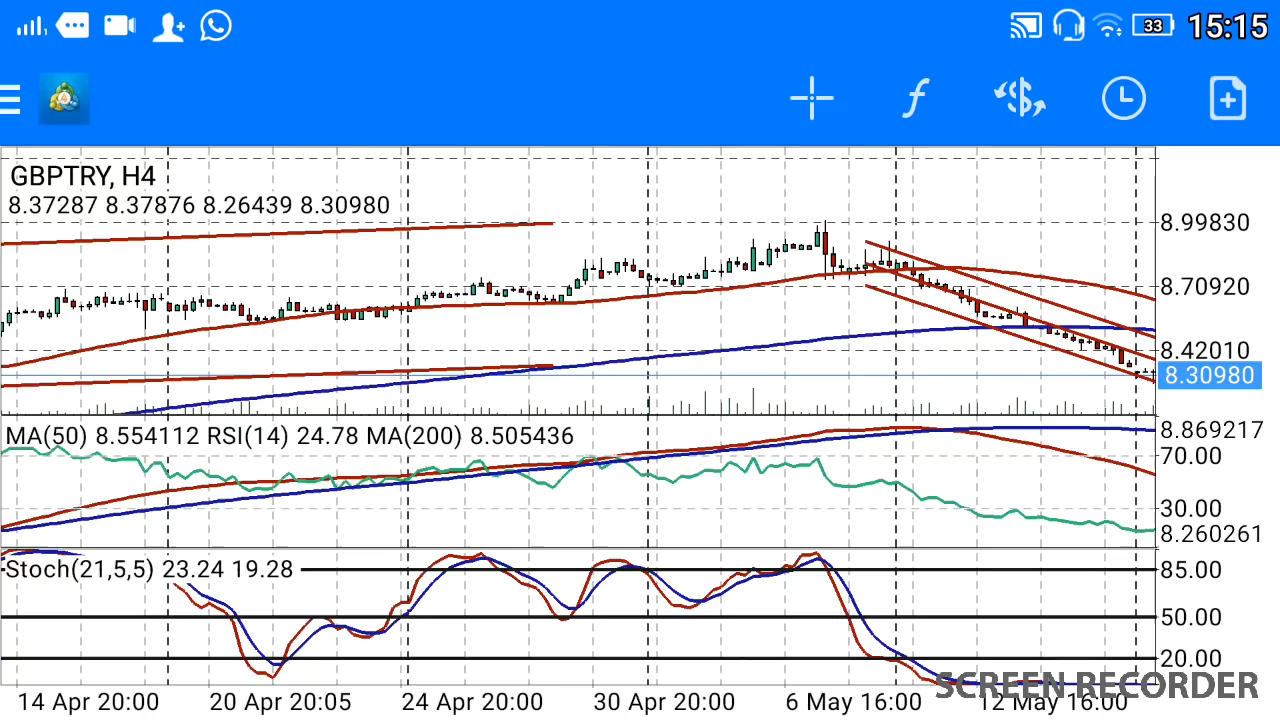 33 15:15
GBPTRY, H4
8.37287 8.37876 8.26439 8.30980
8.99830
8.70920
8.42010
8.30980
MA(50) 8.554112 RSI(14) 24.78 MA(200) 8.505436
8.869217
70.00
30.00
8.260261
Stoch(21,5,5) 23.24 19.28
85.00
50.00
20.00
SCREEN RECORDER
14 Apr 20:00 20 Apr 20:05 24 Apr 20:00 30 Apr 20:00 6 May 16:00 12 May 16:00